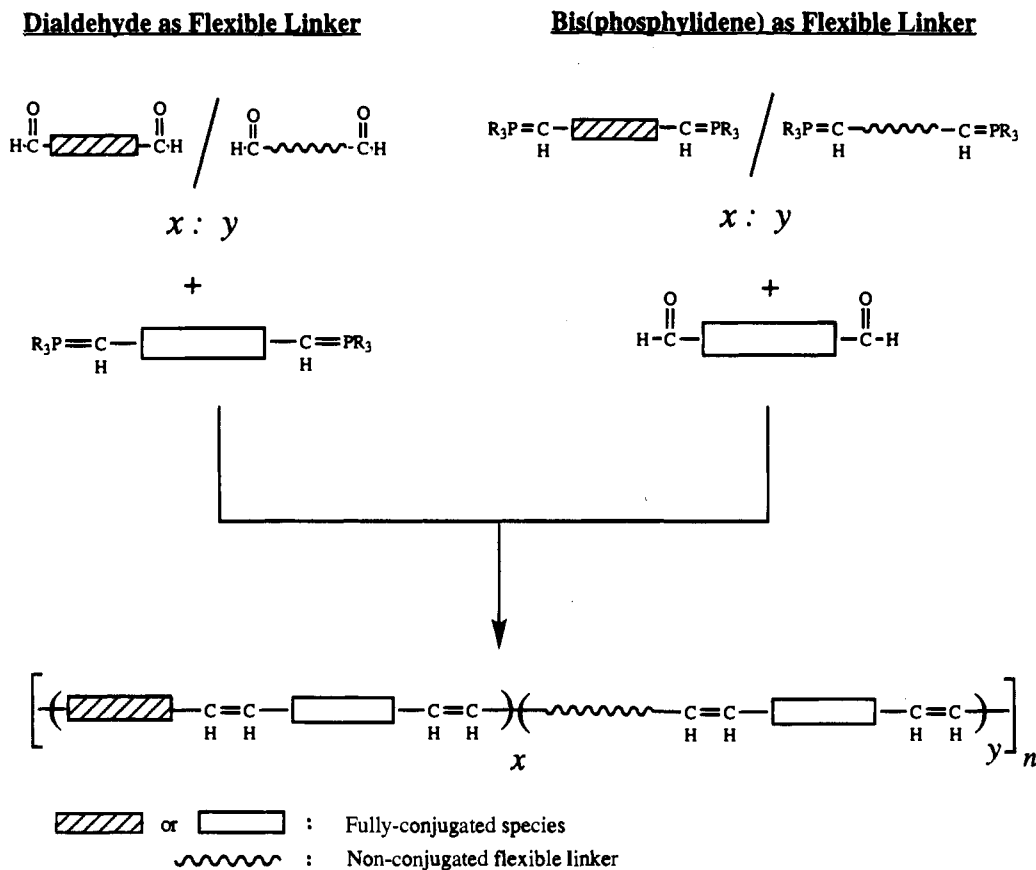 Dialdehyde as Flexible Linker
Bis(phosphylidene) as Flexible Linker
O O O O
H-C C-H H-C C-H
R₃P=C C=PR₃ R₃P=C C=PR₃
H H H H
x : y
x : y
+
+
R₃P=C C=PR₃
H H
O O
H-C C-H
[( C=C C=C )( C=C C=C )]
H H H H H H H H
x y n
or : Fully-conjugated species
: Non-conjugated flexible linker